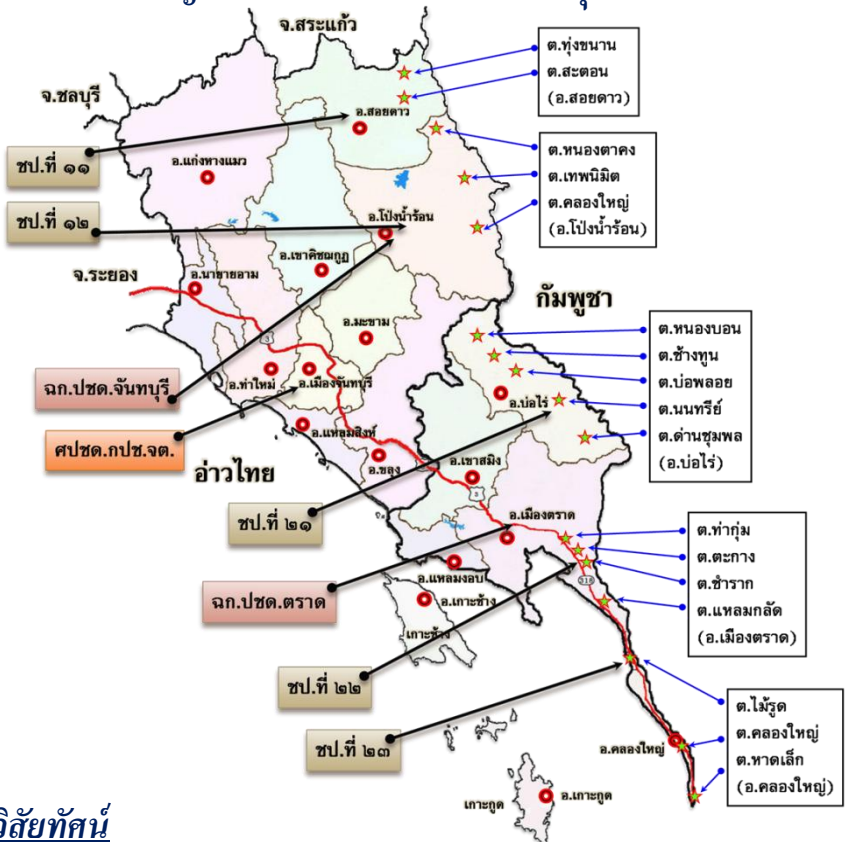 จ.สระแก้ว
ต.ทุ่งขนาน
ต.สะตอน
(อ.สอยดาว)
จ.ชลบุรี
อ.สอยดาว
ต.หนองตาคง
ต.เทพนิมิต
ต.คลองใหญ่
(อ.โป่งน้ำร้อน)
ชป.ที่ ๑๑
อ.แก่งหางแมว
ชป.ที่ ๑๒
อ.โป่งน้ำร้อน
อ.เขาคิชฌกูฏ
จ.ระยอง
อ.นายายอาม
กัมพูชา
ต.หนองบอน
ต.ช้างทูน
ต.บ่อพลอย
ต.นนทรีย์
ต.ด่านชุมพล
(อ.บ่อไร่)
อ.มะขาม
3
ฉก.ปชด.จันทบุรี
อ.ท่าใหม่
อ.เมืองจันทบุรี
อ.บ่อไร่
ศปชด.กปช.จต.
อ.แหลมสิงห์
อ่าวไทย
อ.ขลุง
อ.เขาสมิง
3
ชป.ที่ ๒๑
อ.เมืองตราด
ต.ท่ากุ่ม
ต.ตะกาง
ต.ชำราก
ต.แหลมกลัด
(อ.เมืองตราด)
318
อ.แหลมงอบ
ฉก.ปชด.ตราด
อ.เกาะช้าง
เกาะช้าง
ชป.ที่ ๒๒
ชป.ที่ ๒๓
ต.ไม้รูด
ต.คลองใหญ่
ต.หาดเล็ก
(อ.คลองใหญ่)
อ.คลองใหญ่
เกาะกูด
อ.เกาะกูด
วิสัยทัศน์